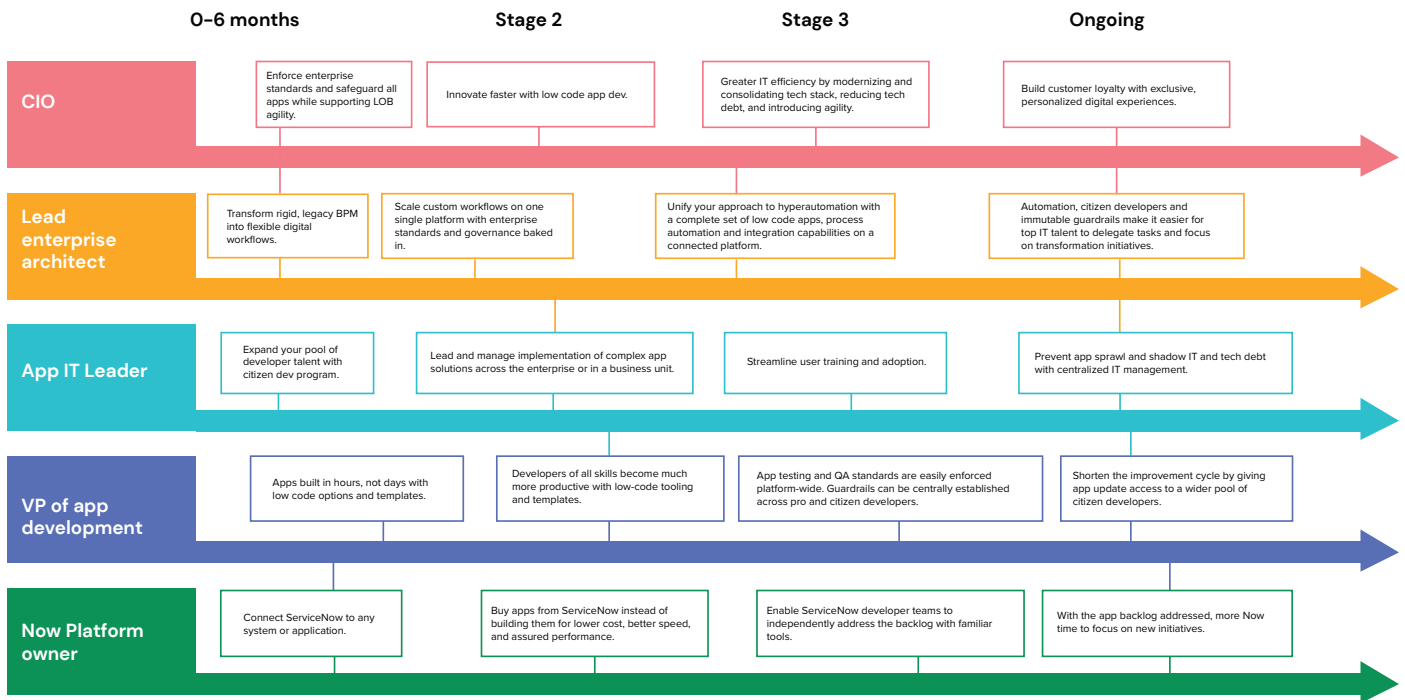 0-6 months
Stage 2
Stage 3
Ongoing
CIO
Enforce enterprise
standards and safeguard all
apps while supporting LOB
agility.
Innovate faster with low code app dev.
Greater IT efficiency by modernizing and
consolidating tech stack, reducing tech
debt, and introducing agility.
Build customer loyalty with exclusive,
personalized digital experiences.
Lead
enterprise
architect
Transform rigid, legacy BPM
into flexible digital
workflows.
Scale custom workflows on one
single platform with enterprise
standards and governance baked
in.
Unify your approach to hyperautomation with
a complete set of low code apps, process
automation and integration capabilities on a
connected platform.
Automation, citizen developers and
immutable guardrails make it easier for
top IT talent to delegate tasks and focus
on transformation initiatives.
App IT Leader
Expand your pool of
developer talent with
citizen dev program.
Lead and manage implementation of complex app
solutions across the enterprise or in a business unit.
Streamline user training and adoption.
Prevent app sprawl and shadow IT and tech debt
with centralized IT management.
VP of app
development
Apps built in hours, not days with
low code options and templates.
Developers of all skills become much
more productive with low-code tooling
and templates.
App testing and QA standards are easily enforced
platform-wide. Guardrails can be centrally established
across pro and citizen developers.
Shorten the improvement cycle by giving
app update access to a wider pool of
citizen developers.
Now Platform
owner
Connect ServiceNow to any
system or application.
Buy apps from ServiceNow instead of
building them for lower cost, better speed,
and assured performance.
Enable ServiceNow developer teams to
independently address the backlog with familiar
tools.
With the app backlog addressed, more Now
time to focus on new initiatives.